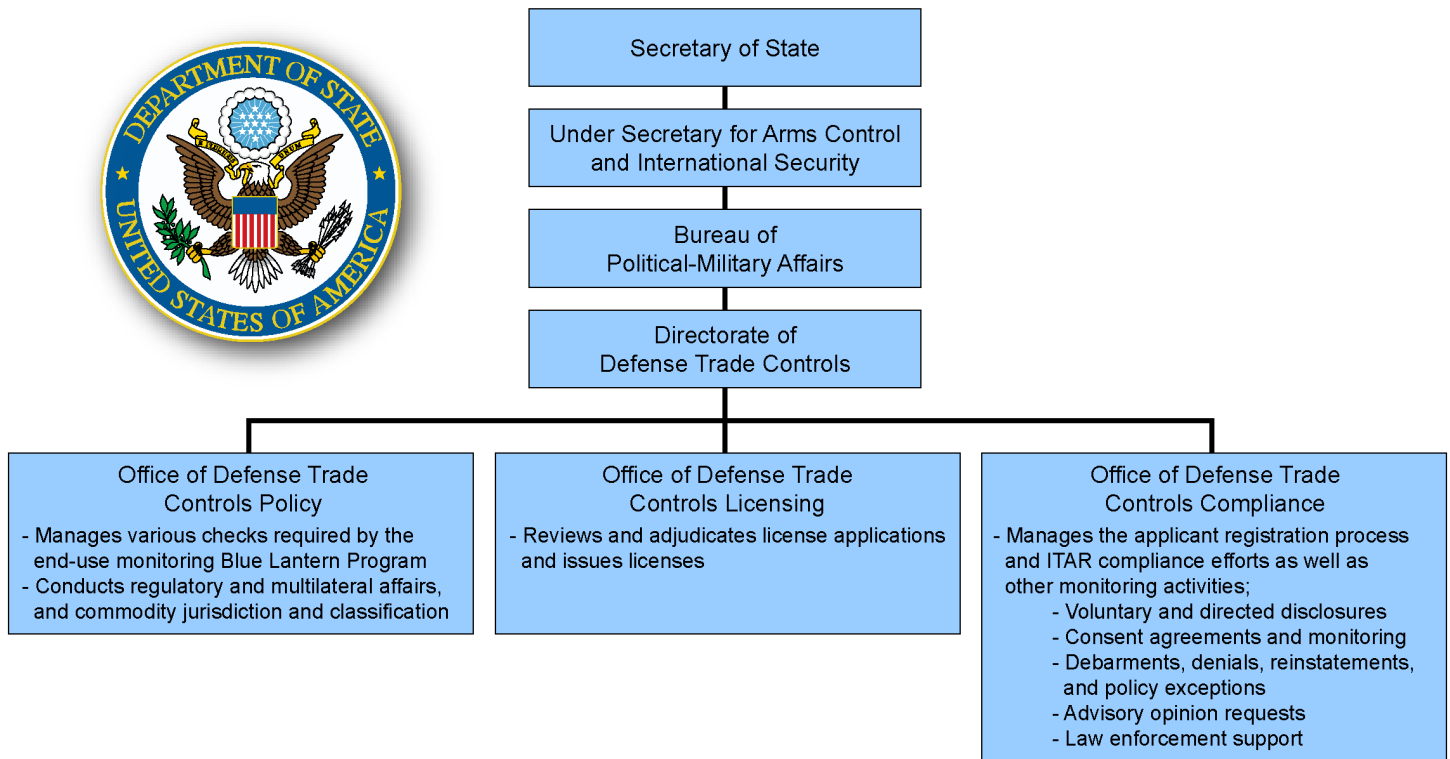 DEPARTMENT OF STATE
UNITED STATES OF AMERICA
Secretary of State
Under Secretary for Arms Control
and International Security
Bureau of
Political-Military Affairs
Directorate of
Defense Trade Controls
Office of Defense Trade
Controls Policy
- Manages various checks required by the
end-use monitoring Blue Lantern Program
- Conducts regulatory and multilateral affairs,
and commodity jurisdiction and classification
Office of Defense Trade
Controls Licensing
- Reviews and adjudicates license applications
and issues licenses
Office of Defense Trade
Controls Compliance
- Manages the applicant registration process
and ITAR compliance efforts as well as
other monitoring activities;
- Voluntary and directed disclosures
- Consent agreements and monitoring
- Debarments, denials, reinstatements,
and policy exceptions
- Advisory opinion requests
- Law enforcement support